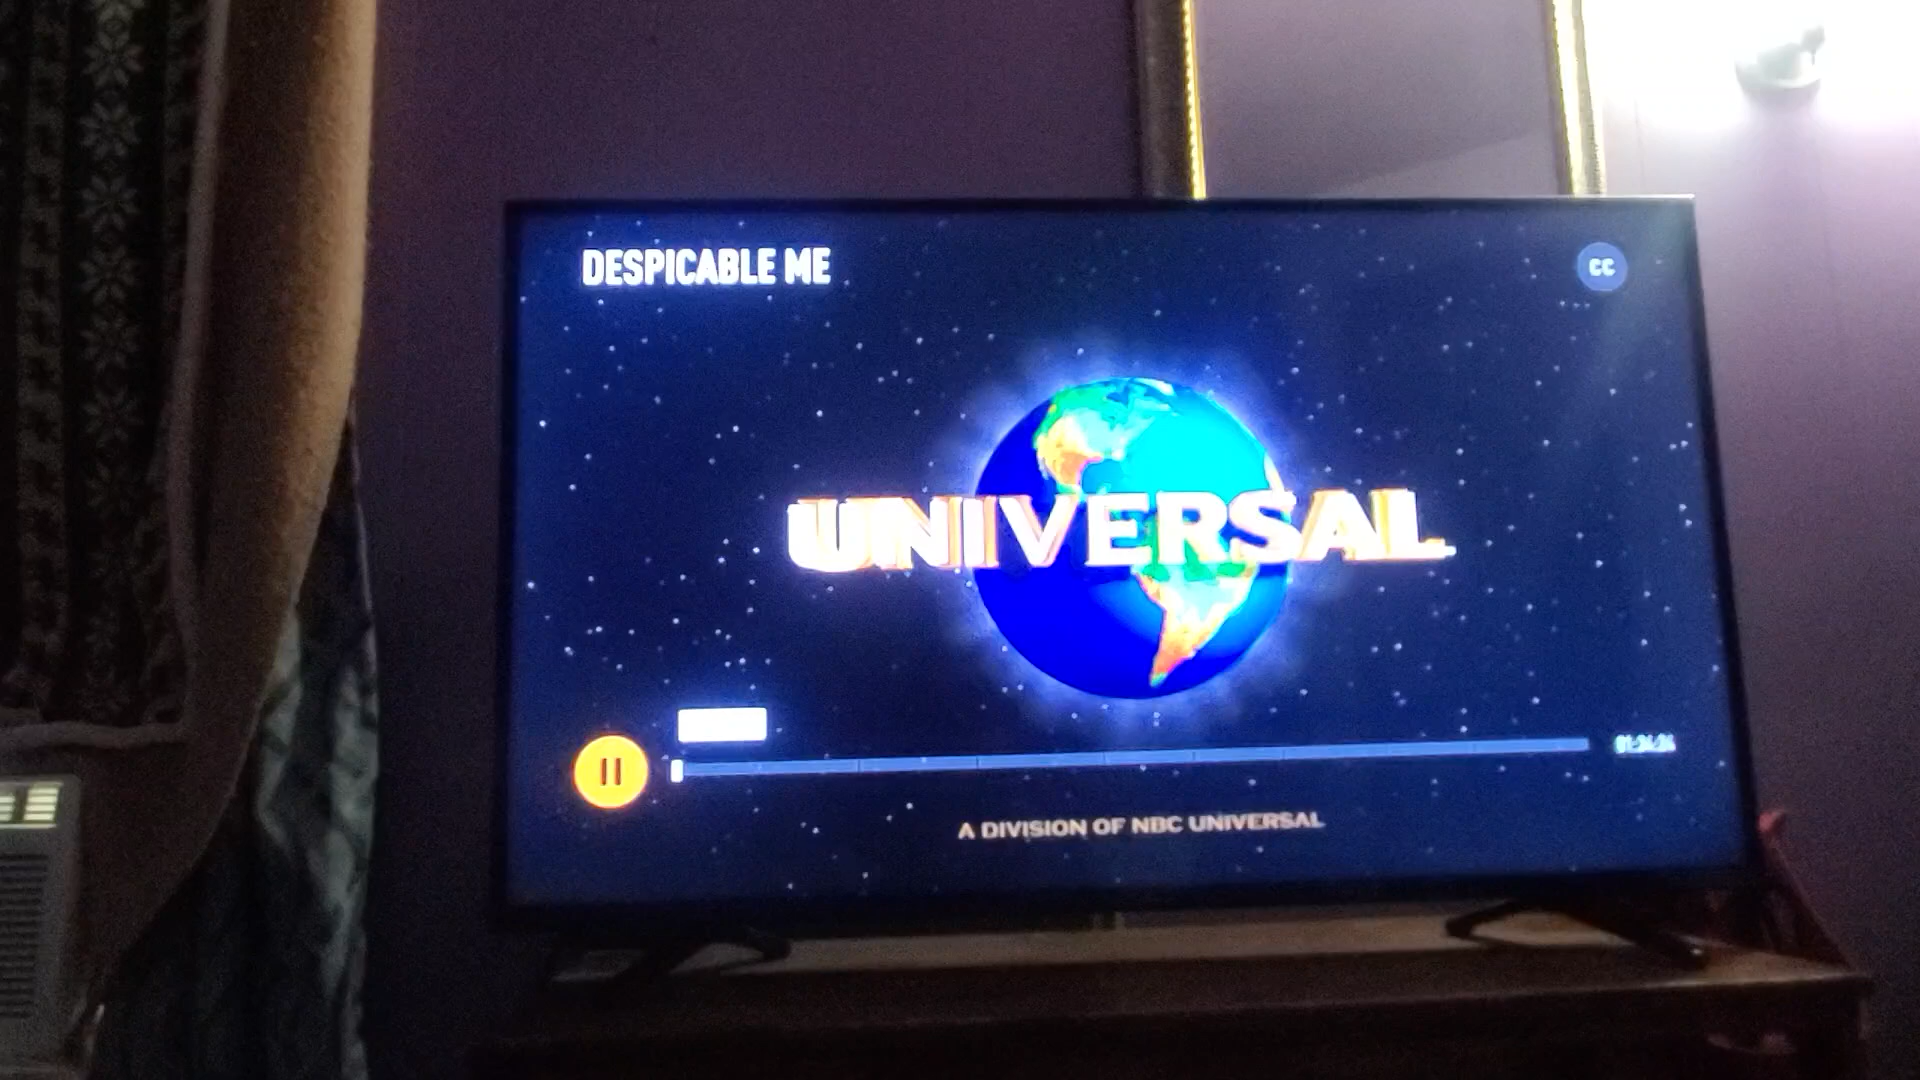 DESPICABLE ME
CC
UNIVERSAL
A DIVISION OF NBC UNIVERSAL